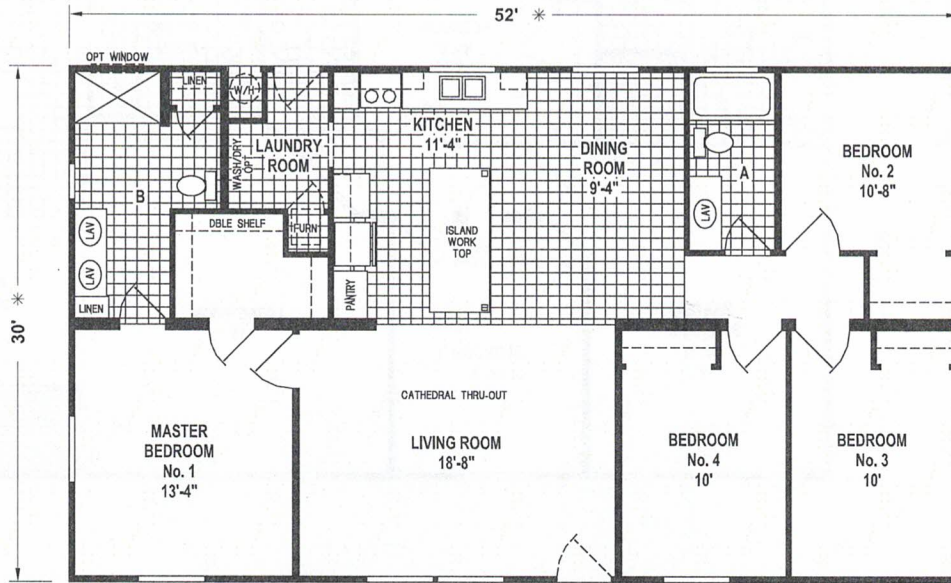 52' *
OPT WINDOW
LINEN
W/H
KITCHEN
11'-4"
DINING
ROOM
9'-4"
LAUNDRY
ROOM
WASH/DRY
OPT
A
BEDROOM
No. 2
10'-8"
B
LAV
LAV
LINEN
DBLE SHELF
FURN
PANTRY
ISLAND
WORK
TOP
LAV
30' *
CATHEDRAL THRU-OUT
MASTER
BEDROOM
No. 1
13'-4"
LIVING ROOM
18'-8"
BEDROOM
No. 4
10'
BEDROOM
No. 3
10'